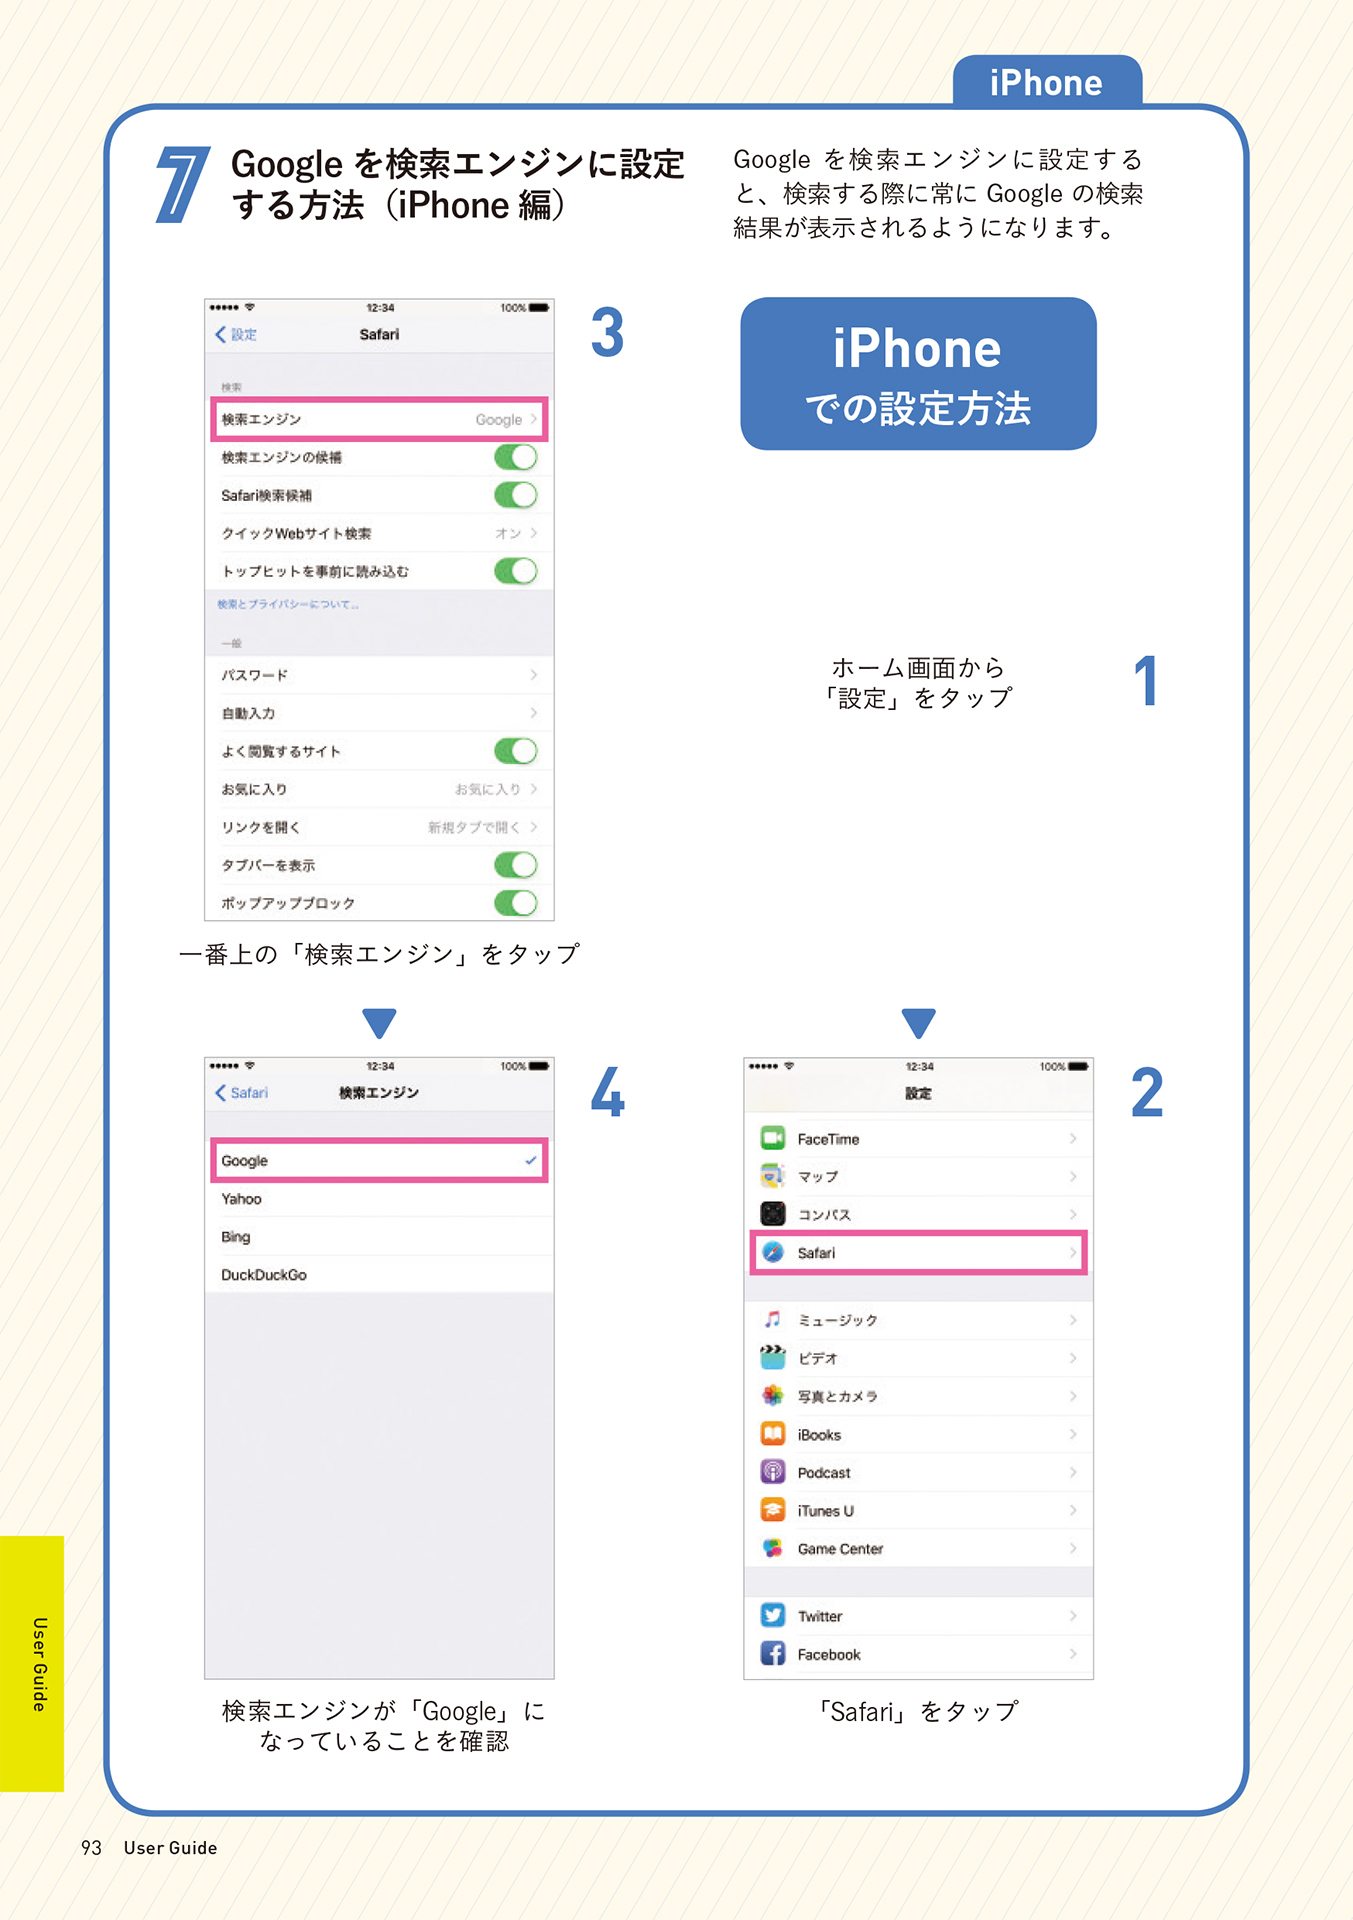 iPhone
7
Google を検索エンジンに設定
する方法（iPhone 編）
Google を検索エンジンに設定する
と、検索する際に常に Google の検索
結果が表示されるようになります。
iPhone
での設定方法
ホーム画面から
「設定」をタップ
1
2
12:34
100%
設定
FaceTime
マップ
コンパス
Safari
ミュージック
ビデオ
写真とカメラ
iBooks
Podcast
iTunes U
Game Center
Twitter
Facebook
「Safari」をタップ
3
12:34
100%
設定
Safari
検索
検索エンジン Google
検索エンジンの候補
Safari検索候補
クイックWebサイト検索 オン
トップヒットを事前に読み込む
検索とプライバシーについて...
一般
パスワード
自動入力
よく閲覧するサイト
お気に入り お気に入り
リンクを開く 新規タブで開く
タブバーを表示
ポップアップブロック
一番上の「検索エンジン」をタップ
4
12:34
100%
Safari
検索エンジン
Google
Yahoo
Bing
DuckDuckGo
検索エンジンが「Google」に
なっていることを確認
User Guide
93 User Guide